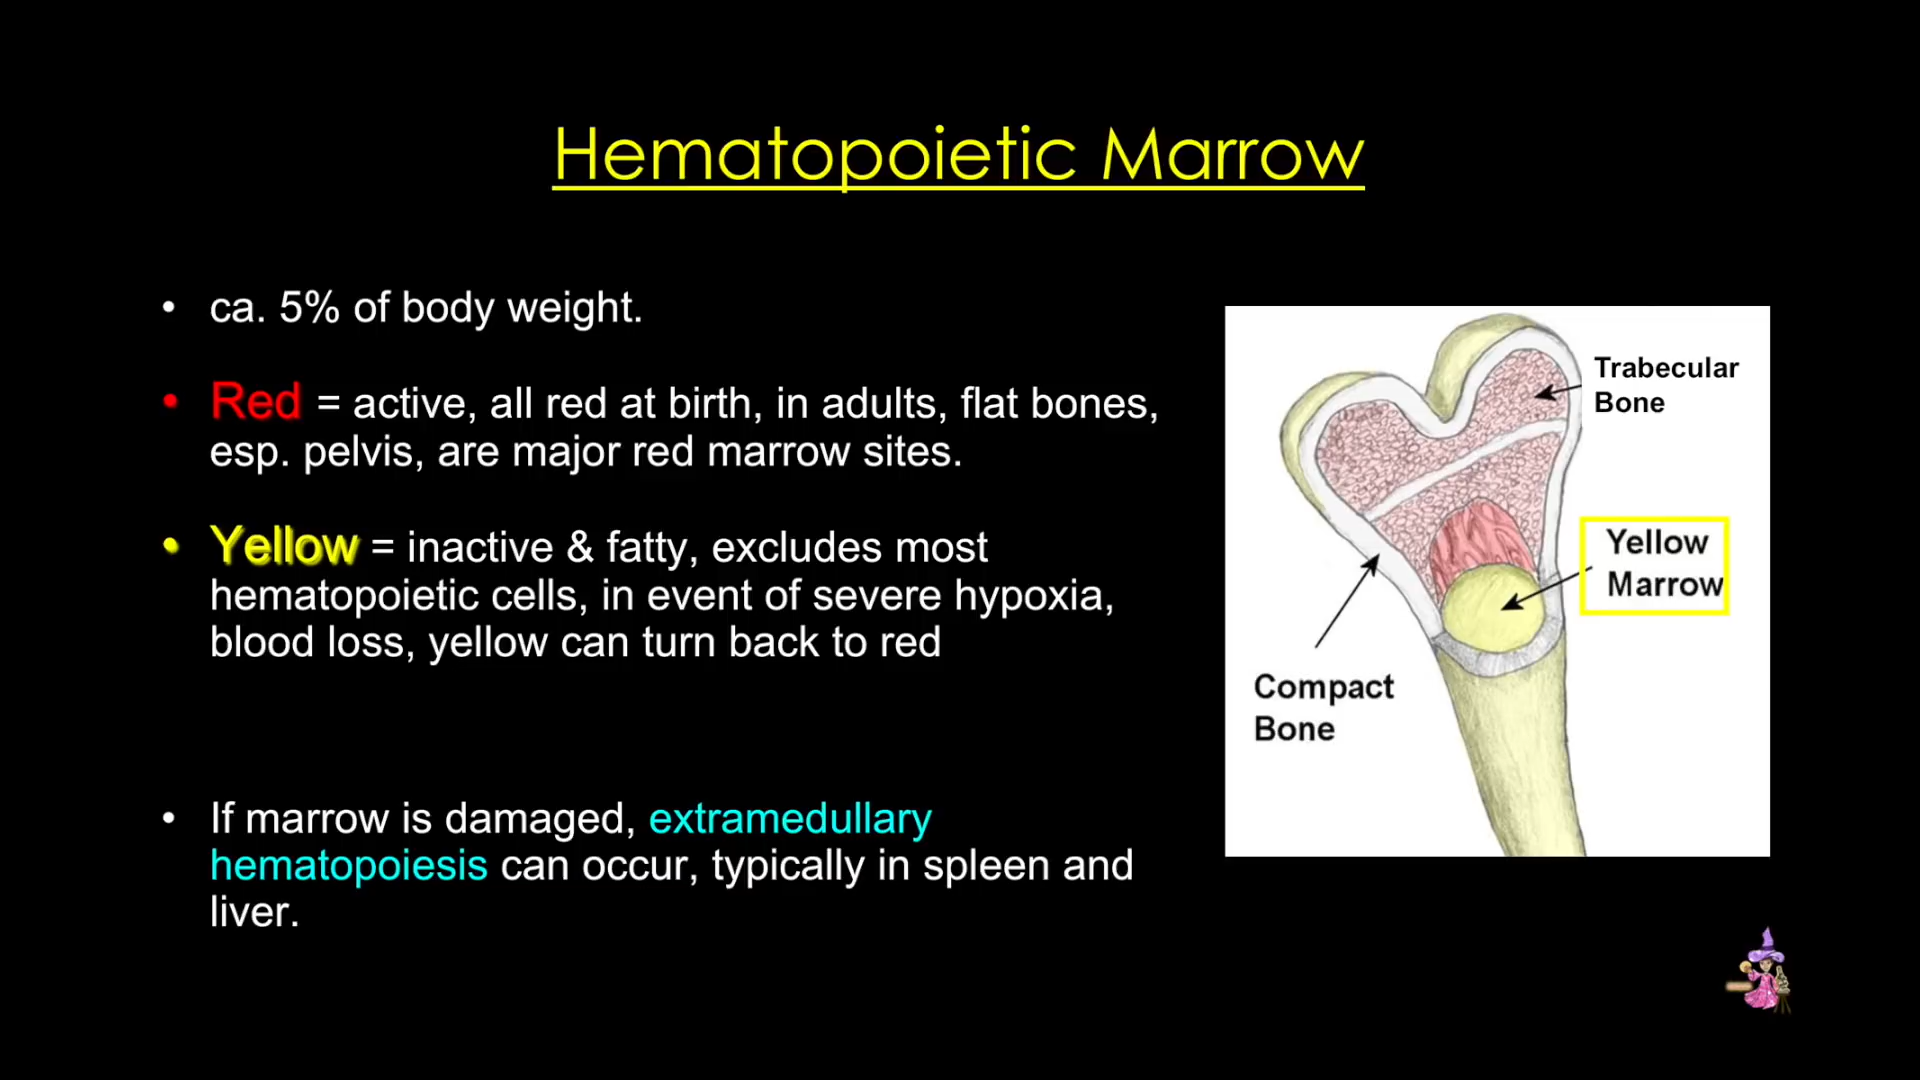 Hematopoietic Marrow
• ca. 5% of body weight.
• Red = active, all red at birth, in adults, flat bones,
esp. pelvis, are major red marrow sites.
• Yellow = inactive & fatty, excludes most
hematopoietic cells, in event of severe hypoxia,
blood loss, yellow can turn back to red
• If marrow is damaged, extramedullary
hematopoiesis can occur, typically in spleen and
liver.
Trabecular
Bone
Yellow
Marrow
Compact
Bone